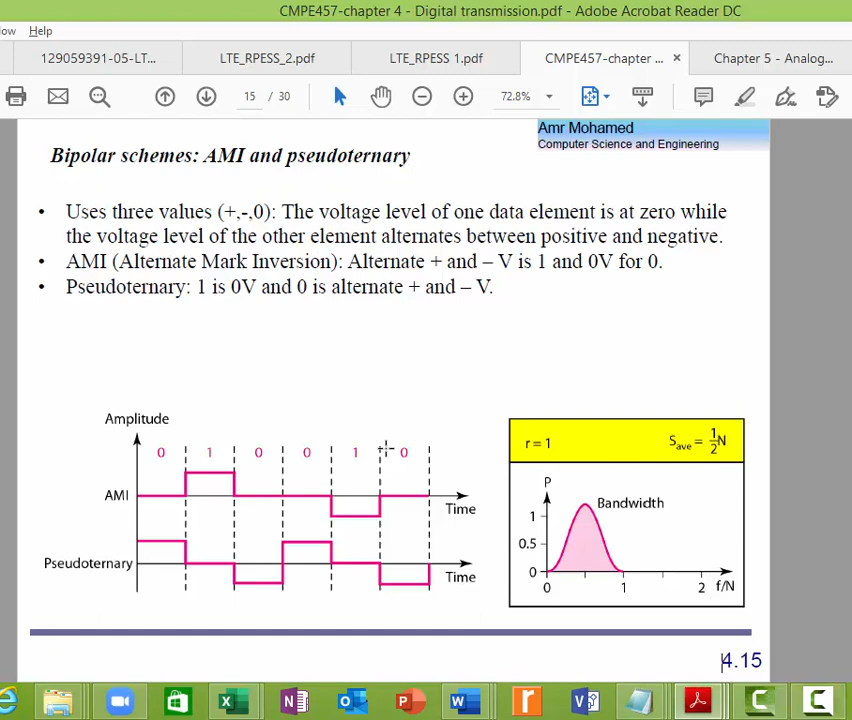 CMPE457-chapter 4 - Digital transmission.pdf - Adobe Acrobat Reader DC
ow Help
129059391-05-LT... LTE_RPESS_2.pdf LTE_RPESS 1.pdf CMPE457-chapter ... × Chapter 5 - Analog...
15 / 30 72.8%
Amr Mohamed
Computer Science and Engineering
Bipolar schemes: AMI and pseudoternary
• Uses three values (+,-,0): The voltage level of one data element is at zero while
the voltage level of the other element alternates between positive and negative.
• AMI (Alternate Mark Inversion): Alternate + and – V is 1 and 0V for 0.
• Pseudoternary: 1 is 0V and 0 is alternate + and – V.
Amplitude
0 1 0 0 1 0
AMI
Time
Pseudoternary
Time
r = 1 Save = 1/2 N
P
Bandwidth
1
0.5
0
0 1 2 f/N
4.15